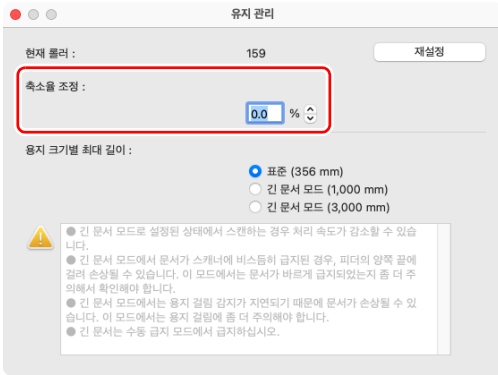 유지 관리
현재 롤러 : 159 재설정
축소율 조정 :
0.0 %
용지 크기별 최대 길이 :
표준 (356 mm)
긴 문서 모드 (1,000 mm)
긴 문서 모드 (3,000 mm)
● 긴 문서 모드로 설정된 상태에서 스캔하는 경우 처리 속도가 감소할 수 있습
니다.
● 긴 문서 모드에서 문서가 스캐너에 비스듬히 급지된 경우, 피더의 양쪽 끝에
걸려 손상될 수 있습니다. 이 모드에서는 문서가 바르게 급지되었는지 좀 더 주
의해서 확인해야 합니다.
● 긴 문서 모드에서는 용지 걸림 감지가 지연되기 때문에 문서가 손상될 수 있
습니다. 이 모드에서는 용지 걸림에 좀 더 주의해야 합니다.
● 긴 문서는 수동 급지 모드에서 급지하십시오.